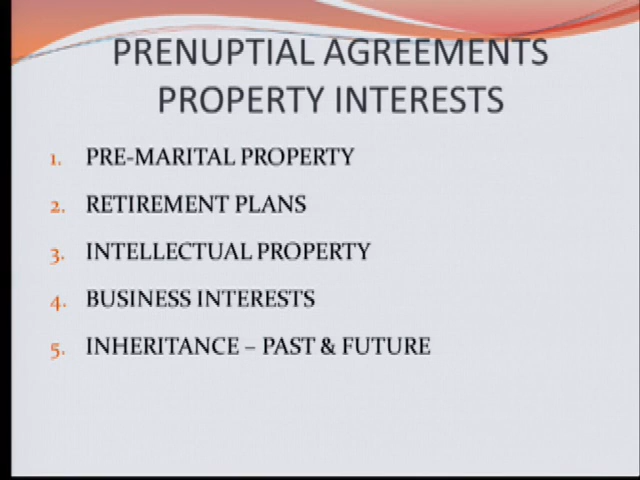 PRENUPTIAL AGREEMENTS
PROPERTY INTERESTS
1. PRE-MARITAL PROPERTY
2. RETIREMENT PLANS
3. INTELLECTUAL PROPERTY
4. BUSINESS INTERESTS
5. INHERITANCE – PAST & FUTURE